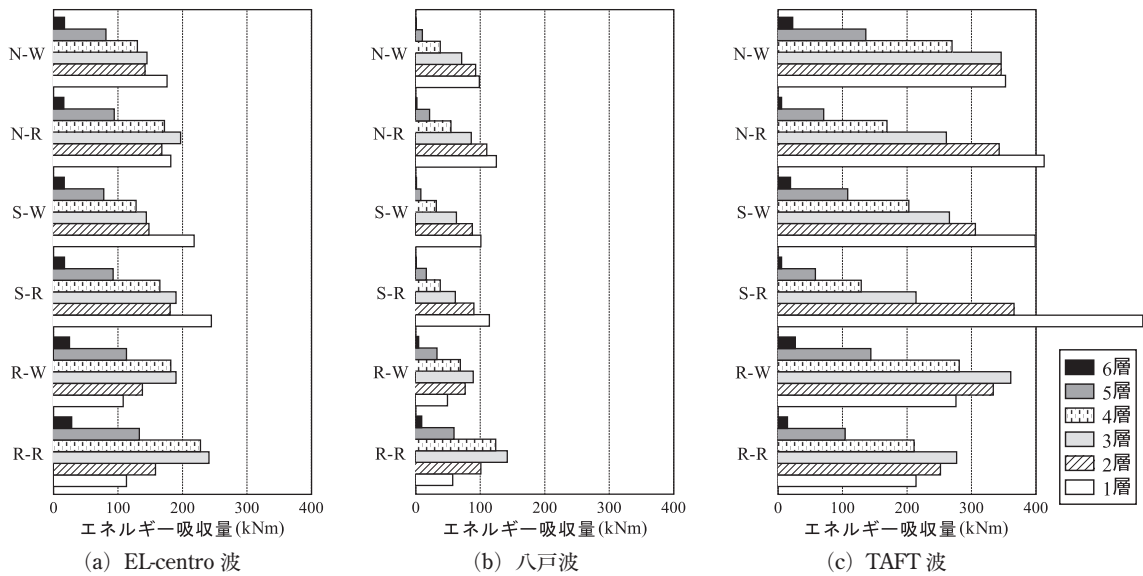 N-W
N-R
S-W
S-R
R-W
R-R
0 100 200 300 400
エネルギー吸収量(kNm)
(a) EL-centro 波
N-W
N-R
S-W
S-R
R-W
R-R
0 100 200 300 400
エネルギー吸収量(kNm)
(b) 八戸波
N-W
N-R
S-W
S-R
R-W
R-R
0 100 200 300 400
エネルギー吸収量(kNm)
(c) TAFT 波
6層
5層
4層
3層
2層
1層